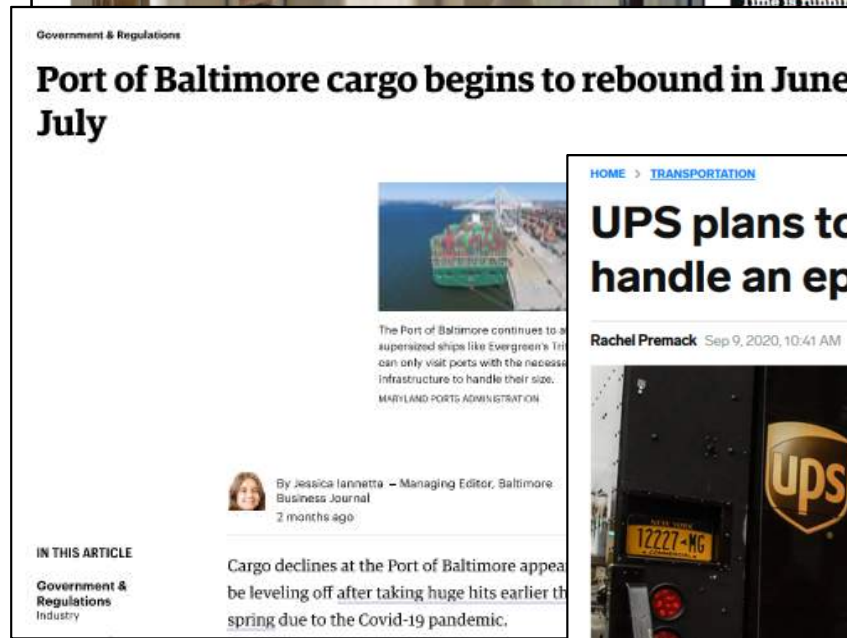 Government & Regulations
Port of Baltimore cargo begins to rebound in June,
July
The Port of Baltimore continues to
supersized ships like Evergreen's
can only visit ports with the
infrastructure to handle their size.
MARYLAND PORTS ADMINISTRATION
By Jessica Iannetta – Managing Editor, Baltimore
Business Journal
2 months ago
IN THIS ARTICLE
Government &
Regulations
Industry
Cargo declines at the Port of Baltimore
be leveling off after taking huge hits earlier
spring due to the Covid-19 pandemic.
HOME > TRANSPORTATION
UPS plans to
handle an
Rachel Premack Sep 9, 2020, 10:41 AM
ups
NEW YORK
12227-MG
COMMERCIAL